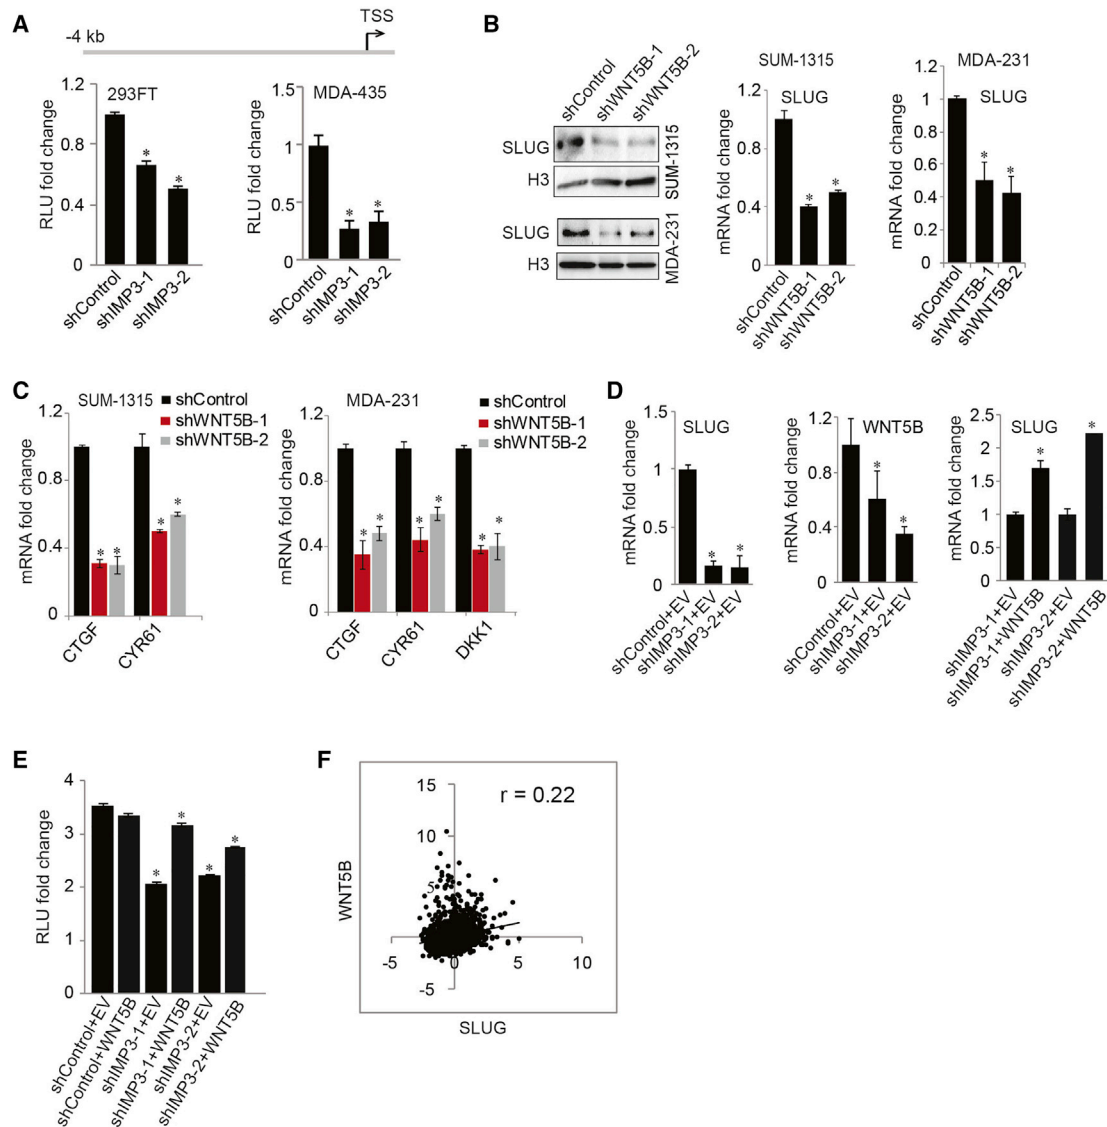 A
-4 kb
TSS
293FT
RLU fold change
1.2
0.8
0.4
0
shControl
shIMP3-1
shIMP3-2
MDA-435
RLU fold change
1.5
1
0.5
0
shControl
shIMP3-1
shIMP3-2
B
shControl
shWNT5B-1
shWNT5B-2
SLUG
H3
SUM-1315
SLUG
H3
MDA-231
SUM-1315
SLUG
mRNA fold change
1.2
0.8
0.4
0
*
*
shControl
shWNT5B-1
shWNT5B-2
MDA-231
SLUG
mRNA fold change
1.2
1
0.8
0.6
0.4
0.2
0
*
*
shControl
shWNT5B-1
shWNT5B-2
C
SUM-1315
shControl
shWNT5B-1
shWNT5B-2
mRNA fold change
1.2
0.8
0.4
0
* *
* *
CTGF
CYR61
MDA-231
shControl
shWNT5B-1
shWNT5B-2
mRNA fold change
1.2
0.8
0.4
0
* *
* *
* *
CTGF
CYR61
DKK1
D
SLUG
mRNA fold change
1.5
1
0.5
0
* *
shControl+EV
shIMP3-1+EV
shIMP3-2+EV
WNT5B
mRNA fold change
1.2
0.8
0.4
0
*
*
shControl+EV
shIMP3-1+EV
shIMP3-2+EV
SLUG
mRNA fold change
2.5
2
1.5
1
0.5
0
*
*
shIMP3-1+EV
shIMP3-1+WNT5B
shIMP3-2+EV
shIMP3-2+WNT5B
E
RLU fold change
4
3
2
1
0
*
*
*
*
shControl+EV
shControl+WNT5B
shIMP3-1+EV
shIMP3-1+WNT5B
shIMP3-2+EV
shIMP3-2+WNT5B
F
r = 0.22
WNT5B
15
10
5
-5
0
5
10
-5
SLUG